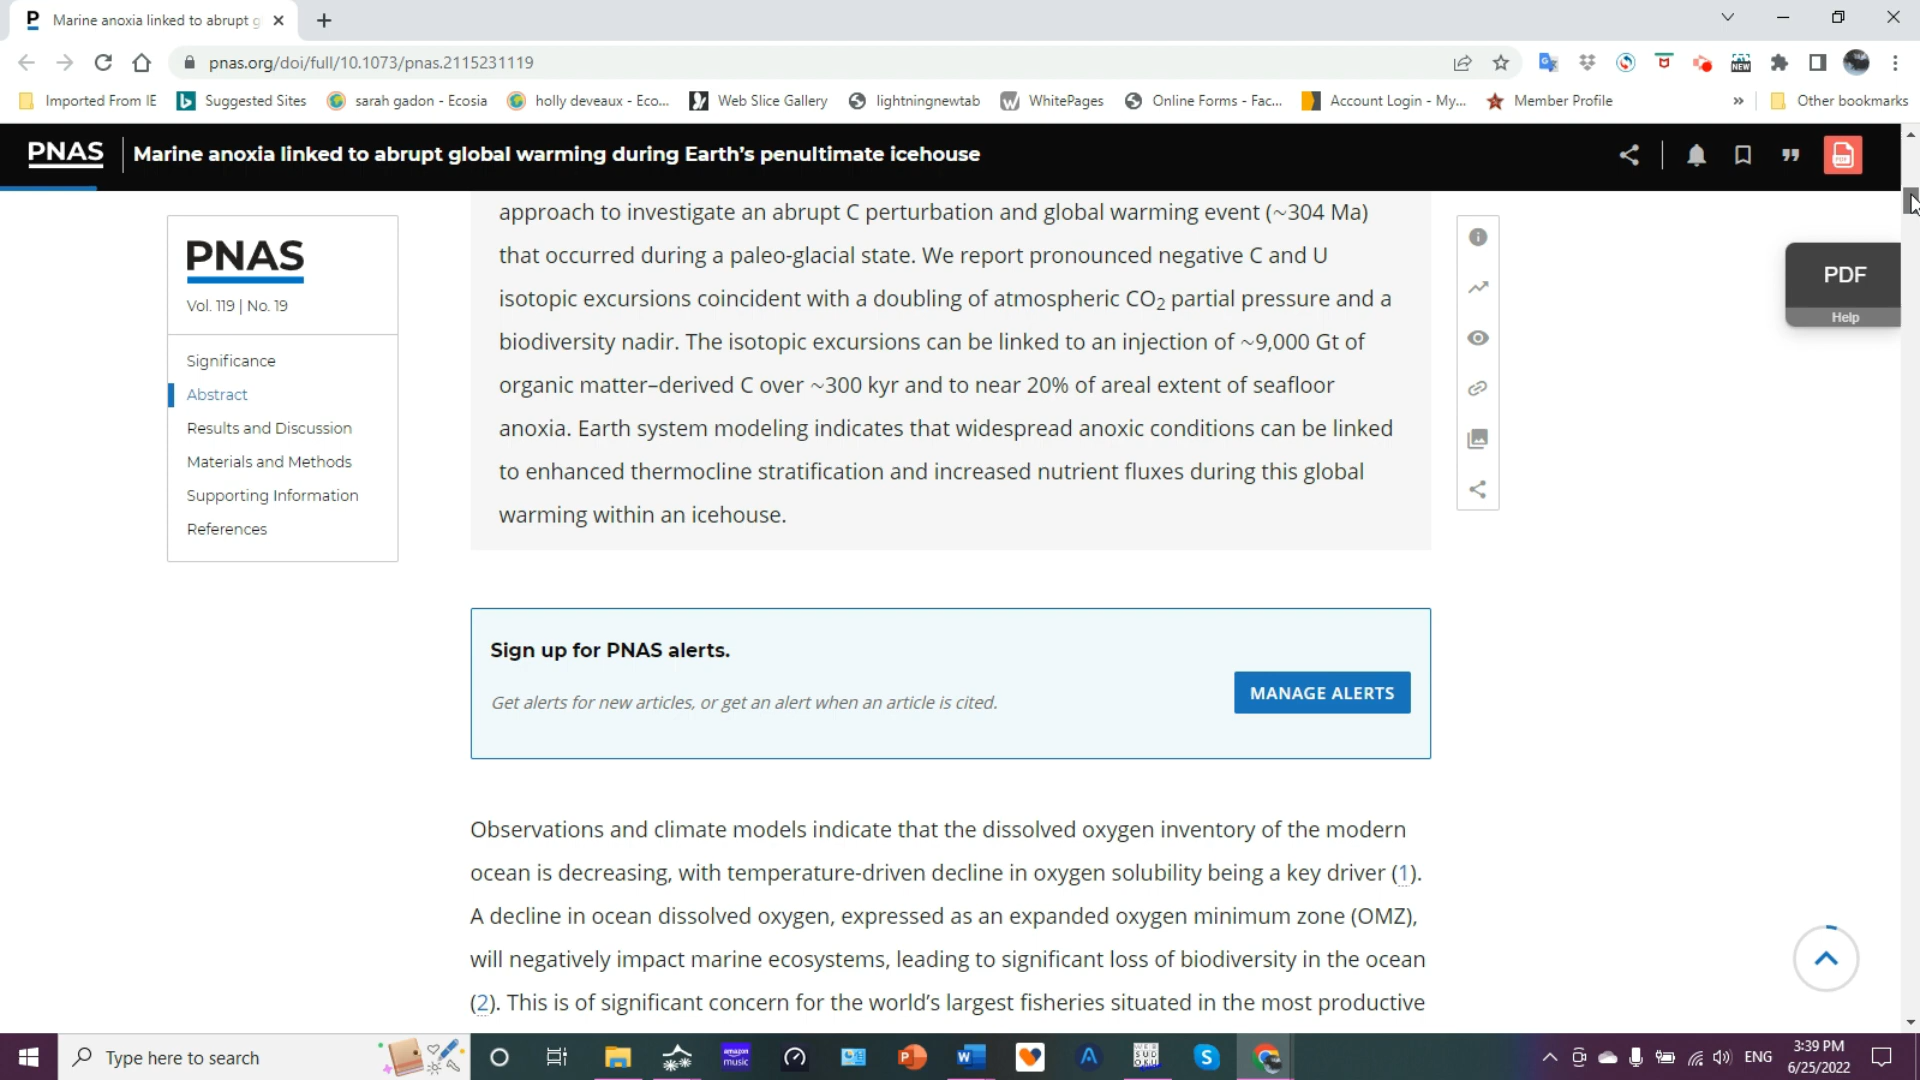 Marine anoxia linked to abrupt g
pnas.org/doi/full/10.1073/pnas.2115231119
Imported From IE
Suggested Sites
sarah gadon - Ecosia
holly deveaux - Eco...
Web Slice Gallery
lightningnewtab
WhitePages
Online Forms - Fac...
Account Login - My...
Member Profile
»
Other bookmarks
PNAS
Marine anoxia linked to abrupt global warming during Earth's penultimate icehouse
PDF
Help
PNAS
Vol. 119 | No. 19
Significance
Abstract
Results and Discussion
Materials and Methods
Supporting Information
References
approach to investigate an abrupt C perturbation and global warming event (~304 Ma)
that occurred during a paleo-glacial state. We report pronounced negative C and U
isotopic excursions coincident with a doubling of atmospheric CO₂ partial pressure and a
biodiversity nadir. The isotopic excursions can be linked to an injection of ~9,000 Gt of
organic matter–derived C over ~300 kyr and to near 20% of areal extent of seafloor
anoxia. Earth system modeling indicates that widespread anoxic conditions can be linked
to enhanced thermocline stratification and increased nutrient fluxes during this global
warming within an icehouse.
Sign up for PNAS alerts.
Get alerts for new articles, or get an alert when an article is cited.
MANAGE ALERTS
Observations and climate models indicate that the dissolved oxygen inventory of the modern
ocean is decreasing, with temperature-driven decline in oxygen solubility being a key driver (1).
A decline in ocean dissolved oxygen, expressed as an expanded oxygen minimum zone (OMZ),
will negatively impact marine ecosystems, leading to significant loss of biodiversity in the ocean
(2). This is of significant concern for the world's largest fisheries situated in the most productive
Type here to search
amazon
music
WEB
SUD
OKU
ENG
3:39 PM
6/25/2022